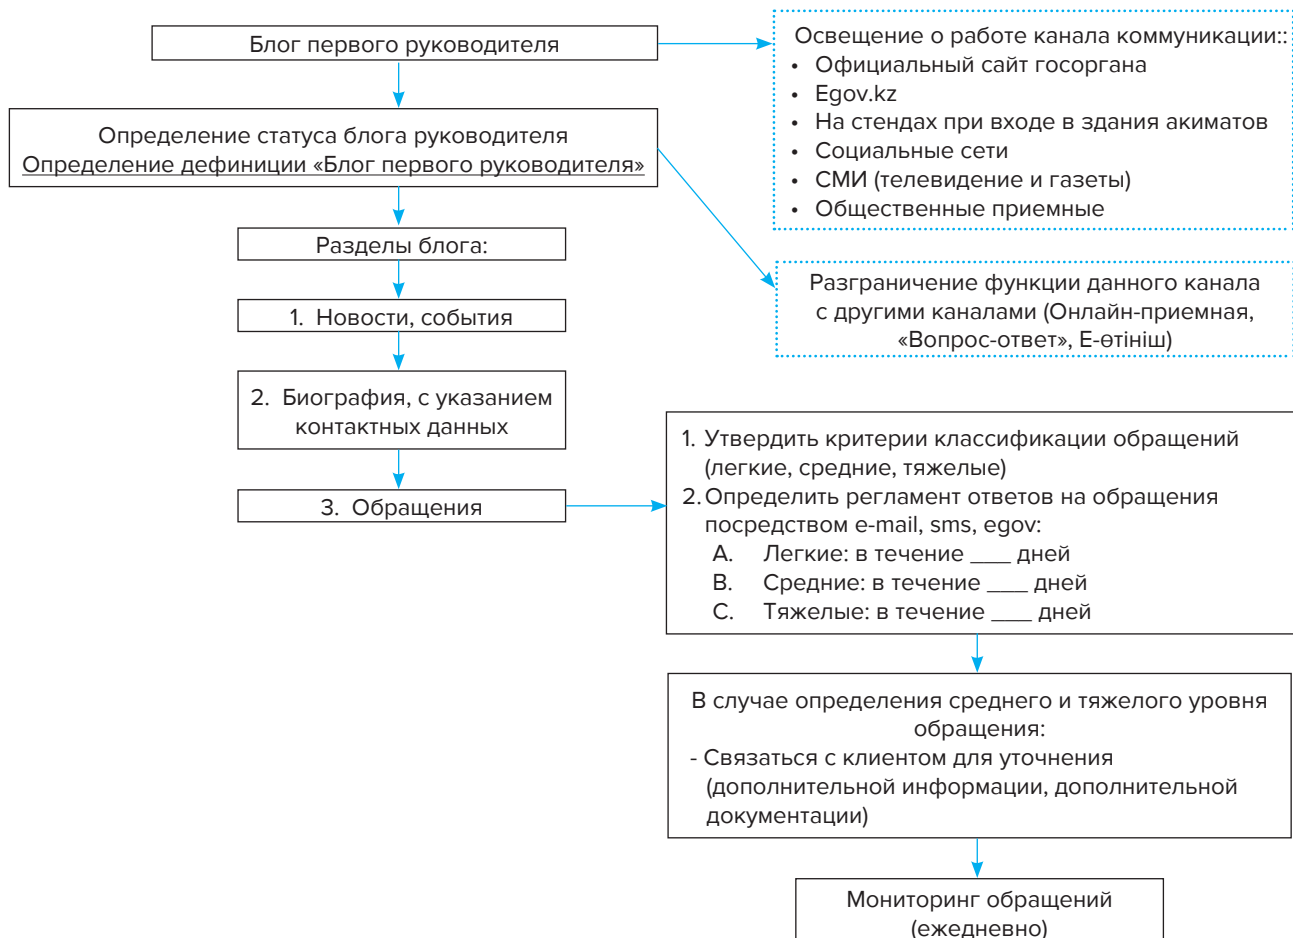 Блог первого руководителя
Освещение о работе канала коммуникации::
• Официальный сайт госоргана
• Egov.kz
• На стендах при входе в здания акиматов
• Социальные сети
• СМИ (телевидение и газеты)
• Общественные приемные
Определение статуса блога руководителя
Определение дефиниции «Блог первого руководителя»
Разграничение функции данного канала
с другими каналами (Онлайн-приемная,
«Вопрос-ответ», Е-өтініш)
Разделы блога:
1. Новости, события
2. Биография, с указанием
контактных данных
3. Обращения
1. Утвердить критерии классификации обращений
(легкие, средние, тяжелые)
2. Определить регламент ответов на обращения
посредством e-mail, sms, egov:
A. Легкие: в течение ___ дней
B. Средние: в течение ___ дней
C. Тяжелые: в течение ___ дней
В случае определения среднего и тяжелого уровня
обращения:
- Связаться с клиентом для уточнения
(дополнительной информации, дополнительной
документации)
Мониторинг обращений
(ежедневно)